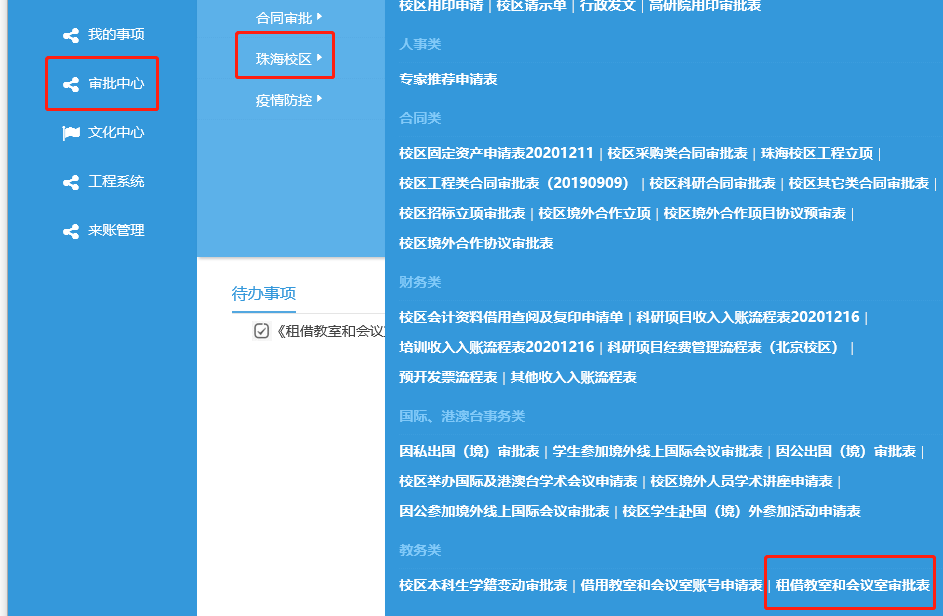 我的事项
审批中心
文化中心
工程系统
来账管理
合同审批
珠海校区
疫情防控
待办事项
《租借教室和会议
校区用印申请 | 校区请示单 | 行政发文 | 高研院用印审批表
人事类
专家推荐申请表
合同类
校区固定资产申请表20201211 | 校区采购类合同审批表 | 珠海校区工程立项 |
校区工程类合同审批表（20190909） | 校区科研合同审批表 | 校区其它类合同审批表 |
校区招标立项审批表 | 校区境外合作立项 | 校区境外合作项目协议预审表 |
校区境外合作协议审批表
财务类
校区会计资料借用查阅及复印申请单 | 科研项目收入入账流程表20201216 |
培训收入入账流程表20201216 | 科研项目经费管理流程表（北京校区） |
预开发票流程表 | 其他收入入账流程表
国际、港澳台事务类
因私出国（境）审批表 | 学生参加境外线上国际会议审批表 | 因公出国（境）审批表 |
校区举办国际及港澳台学术会议申请表 | 校区境外人员学术讲座申请表 |
因公参加境外线上国际会议审批表 | 校区学生赴国（境）外参加活动申请表
教务类
校区本科生学籍变动审批表 | 借用教室和会议室账号申请表 | 租借教室和会议室审批表